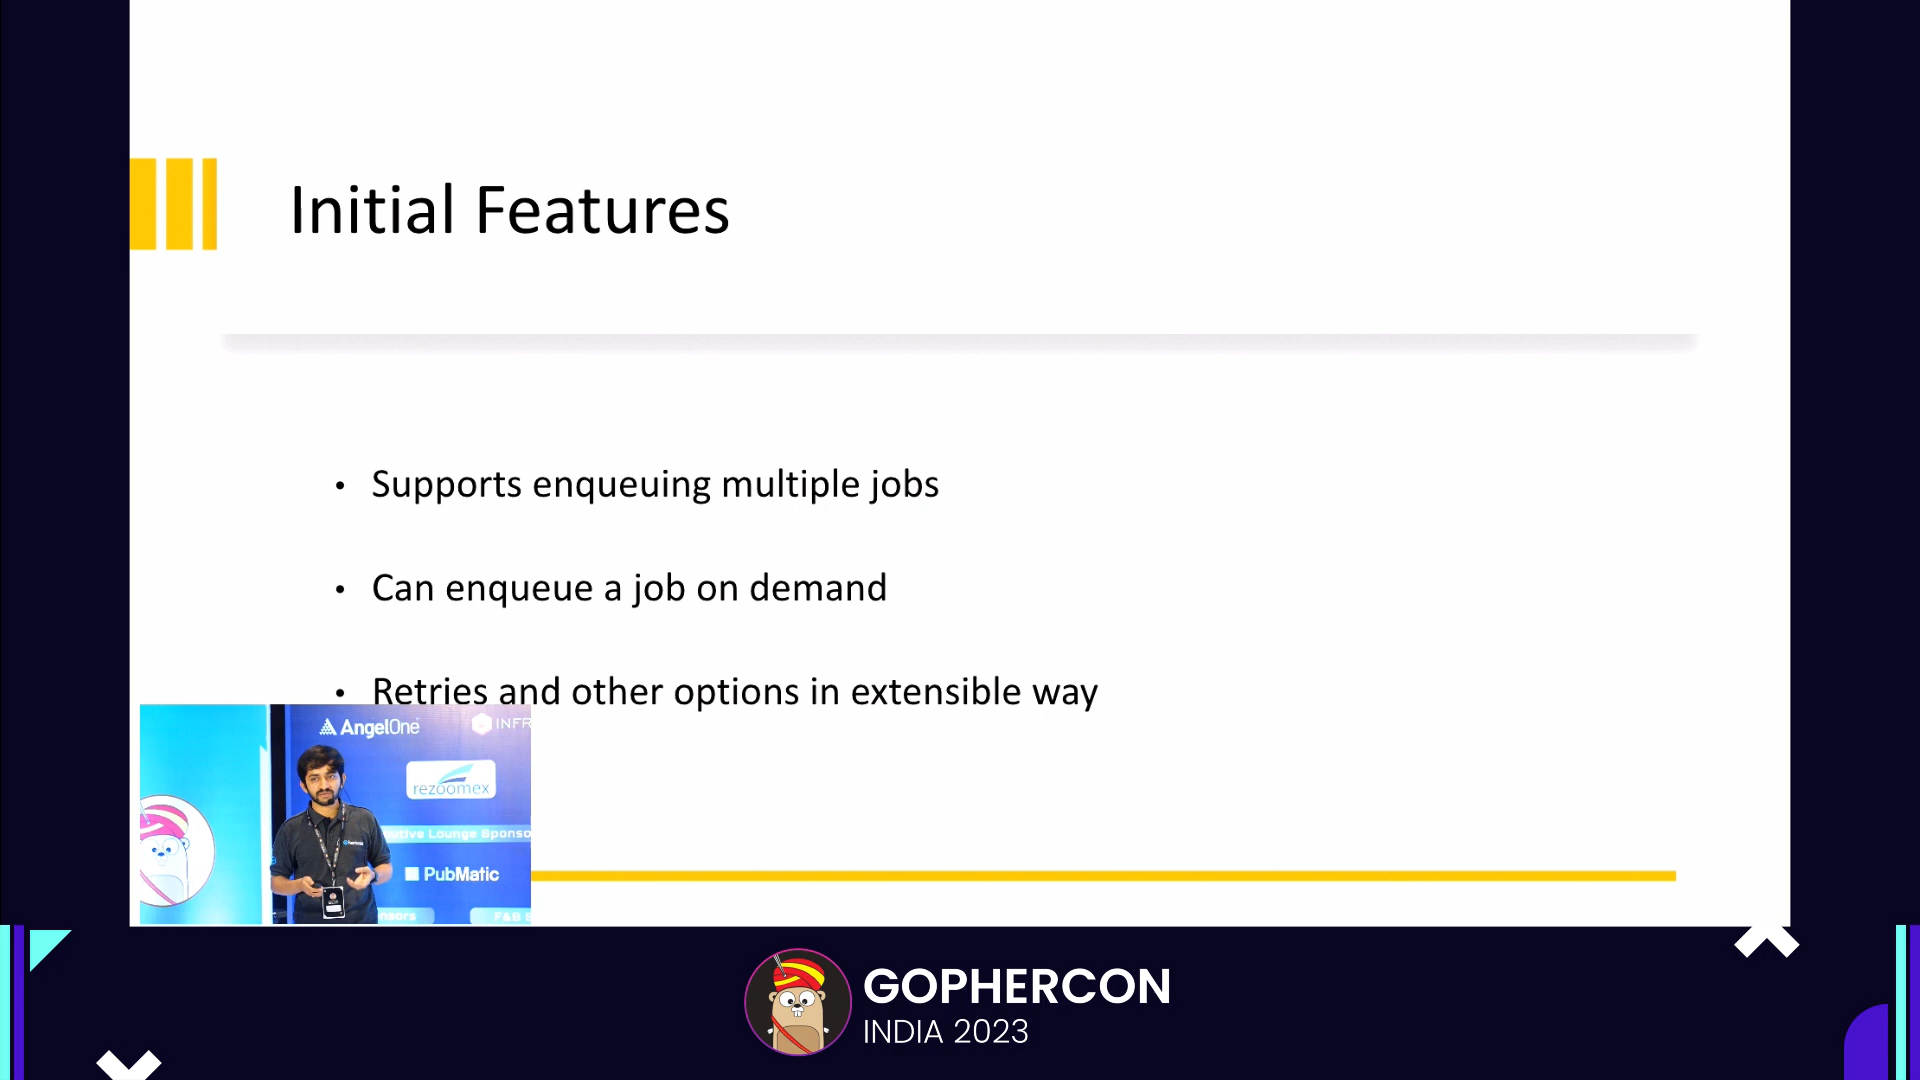 Initial Features
• Supports enqueuing multiple jobs
• Can enqueue a job on demand
• Retries and other options in extensible way
AngelOne
INFR
rezoomex
utive Lounge Sponso
PubMatic
nsors
F&B
GOPHERCON
INDIA 2023